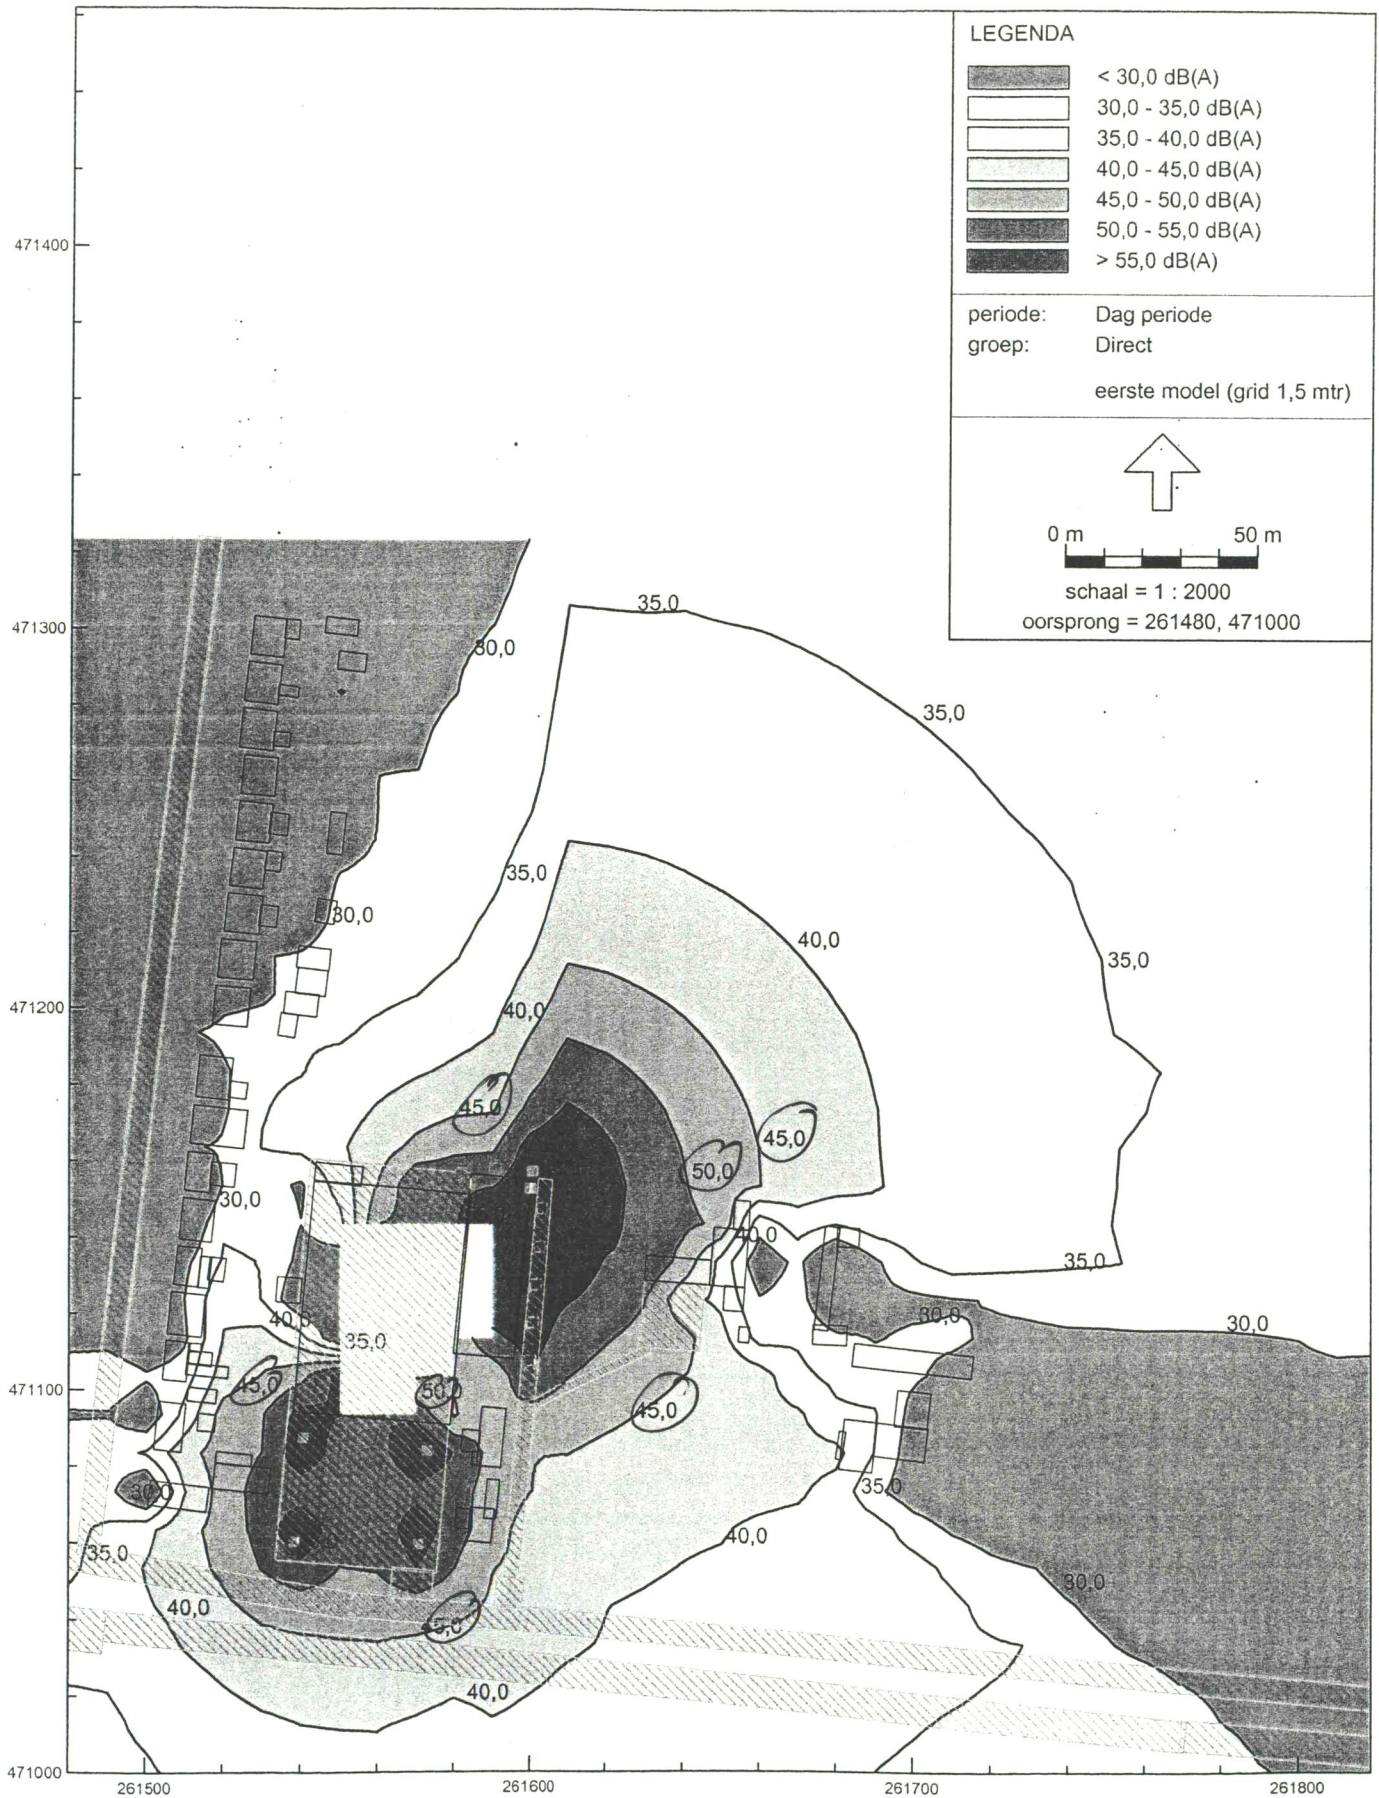 LEGENDA
< 30,0 dB(A)
30,0 - 35,0 dB(A)
35,0 - 40,0 dB(A)
40,0 - 45,0 dB(A)
45,0 - 50,0 dB(A)
50,0 - 55,0 dB(A)
> 55,0 dB(A)
periode: Dag periode
groep: Direct
eerste model (grid 1,5 mtr)
0 m 50 m
schaal = 1 : 2000
oorsprong = 261480, 471000
471400
471300
35,0
30,0
35,0
35,0
30,0
40,0
35,0
471200
40,0
45,0
45,0
50,0
30,0
40,0
35,0
40,0
30,0
30,0
35,0
471100
45,0
50,0
45,0
30,0
35,0
40,0
35,0
30,0
40,0
45,0
40,0
471000
261500
261600
261700
261800